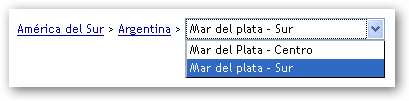 América del Sur > Argentina > Mar del plata - Sur
Mar del Plata - Centro
Mar del plata - Sur